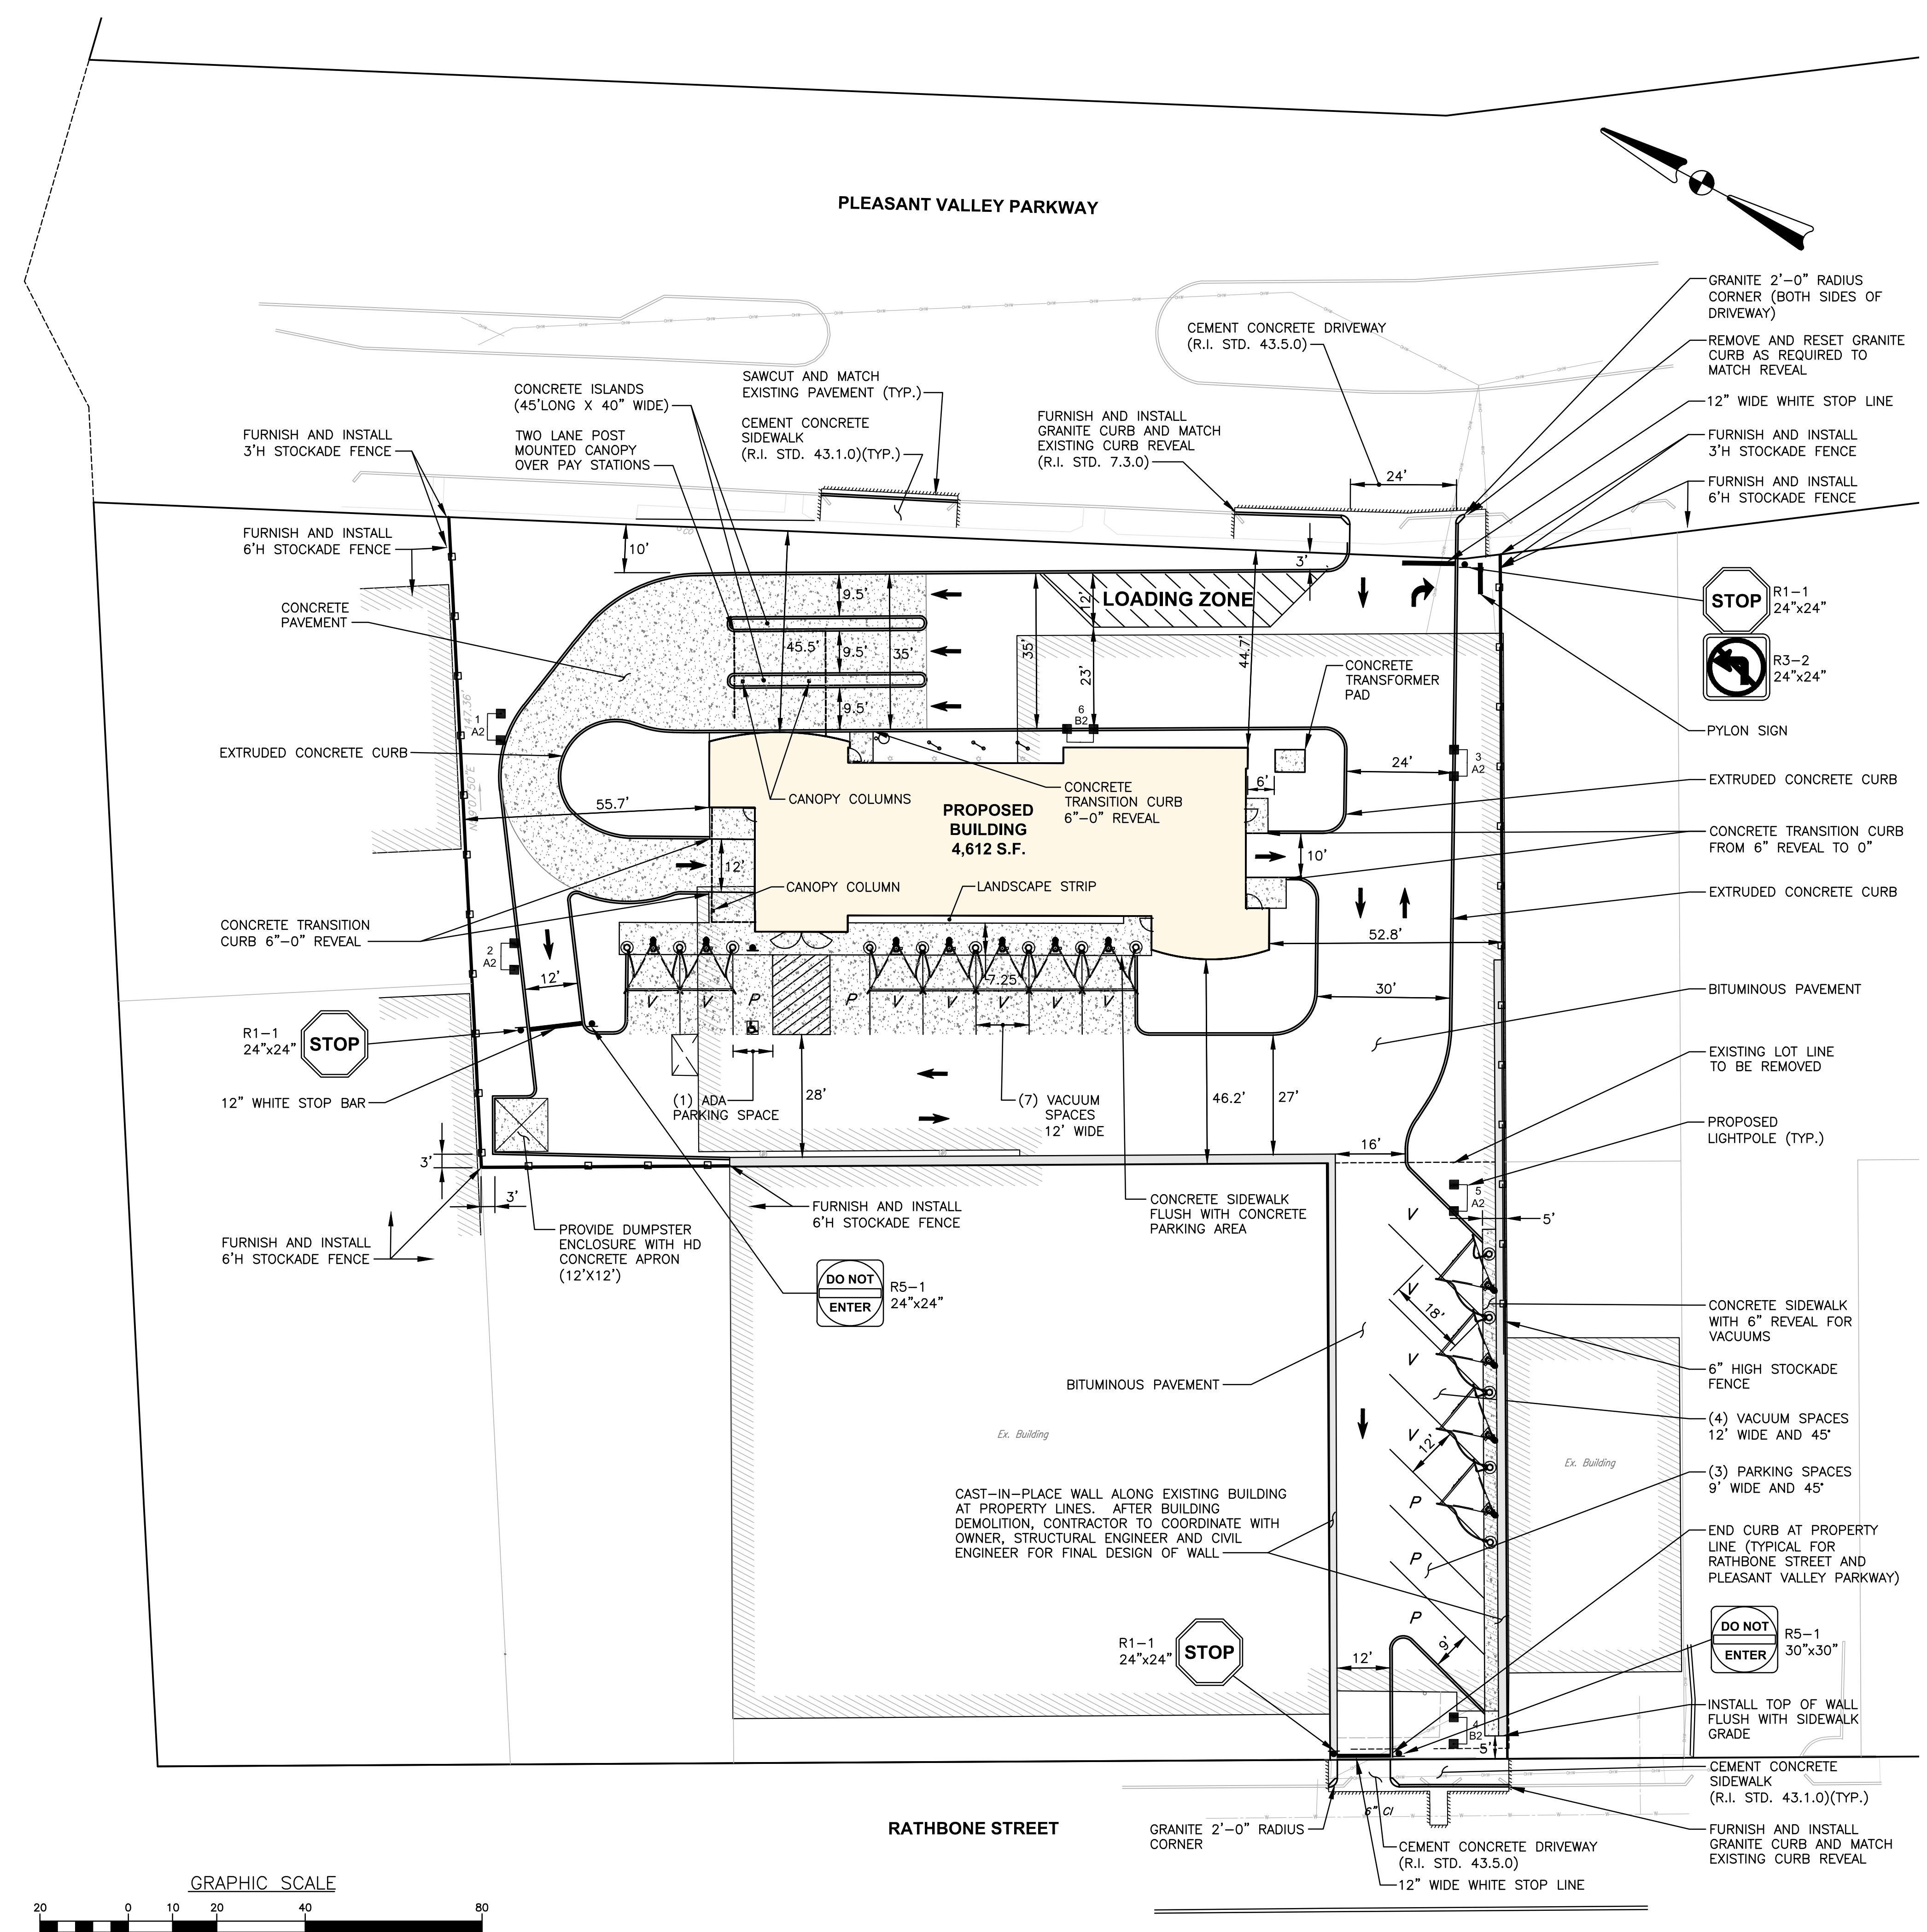 PLEASANT VALLEY PARKWAY
GRANITE 2'-0" RADIUS
CORNER (BOTH SIDES OF
DRIVEWAY)
REMOVE AND RESET GRANITE
CURB AS REQUIRED TO
MATCH REVEAL
12" WIDE WHITE STOP LINE
FURNISH AND INSTALL
3'H STOCKADE FENCE
FURNISH AND INSTALL
6'H STOCKADE FENCE
CEMENT CONCRETE DRIVEWAY
(R.I. STD. 43.5.0)
SAWCUT AND MATCH
EXISTING PAVEMENT (TYP.)
CONCRETE ISLANDS
(45'LONG X 40" WIDE)
CEMENT CONCRETE
SIDEWALK
(R.I. STD. 43.1.0)(TYP.)
FURNISH AND INSTALL
GRANITE CURB AND MATCH
EXISTING CURB REVEAL
(R.I. STD. 7.3.0)
TWO LANE POST
MOUNTED CANOPY
OVER PAY STATIONS
FURNISH AND INSTALL
3'H STOCKADE FENCE
FURNISH AND INSTALL
6'H STOCKADE FENCE
24'
10'
3'
CONCRETE
PAVEMENT
9.5'
12'
LOADING ZONE
STOP
R1-1
24"x24"
45.5'
9.5'
35'
35'
23'
44.7'
CONCRETE
TRANSFORMER
PAD
R3-2
24"x24"
9.5'
1
A2
6
B2
PYLON SIGN
EXTRUDED CONCRETE CURB
24'
3
A2
6'
EXTRUDED CONCRETE CURB
55.7'
CANOPY COLUMNS
CONCRETE
TRANSITION CURB
6"-0" REVEAL
PROPOSED
BUILDING
4,612 S.F.
CONCRETE TRANSITION CURB
FROM 6" REVEAL TO 0"
12'
10'
CANOPY COLUMN
LANDSCAPE STRIP
EXTRUDED CONCRETE CURB
CONCRETE TRANSITION
CURB 6"-0" REVEAL
52.8'
2
A2
12'
7.25
30'
BITUMINOUS PAVEMENT
V V P P V V V V V
R1-1
24"x24"
STOP
12" WHITE STOP BAR
EXISTING LOT LINE
TO BE REMOVED
(1) ADA
PARKING SPACE
28'
(7) VACUUM
SPACES
12' WIDE
46.2'
27'
PROPOSED
LIGHTPOLE (TYP.)
16'
3'
3'
5
A2
5'
FURNISH AND INSTALL
6'H STOCKADE FENCE
CONCRETE SIDEWALK
FLUSH WITH CONCRETE
PARKING AREA
PROVIDE DUMPSTER
ENCLOSURE WITH HD
CONCRETE APRON
(12'X12')
FURNISH AND INSTALL
6'H STOCKADE FENCE
DO NOT
ENTER
R5-1
24"x24"
V
V
18'
V
V
12'
P
P
P
CONCRETE SIDEWALK
WITH 6" REVEAL FOR
VACUUMS
6" HIGH STOCKADE
FENCE
BITUMINOUS PAVEMENT
(4) VACUUM SPACES
12' WIDE AND 45°
Ex. Building
Ex. Building
(3) PARKING SPACES
9' WIDE AND 45°
CAST-IN-PLACE WALL ALONG EXISTING BUILDING
AT PROPERTY LINES. AFTER BUILDING
DEMOLITION, CONTRACTOR TO COORDINATE WITH
OWNER, STRUCTURAL ENGINEER AND CIVIL
ENGINEER FOR FINAL DESIGN OF WALL
END CURB AT PROPERTY
LINE (TYPICAL FOR
RATHBONE STREET AND
PLEASANT VALLEY PARKWAY)
R1-1
24"x24"
STOP
12'
9'
DO NOT
ENTER
R5-1
30"x30"
INSTALL TOP OF WALL
FLUSH WITH SIDEWALK
GRADE
4
B2
5'
CEMENT CONCRETE
SIDEWALK
(R.I. STD. 43.1.0)(TYP.)
6" CI
RATHBONE STREET
GRANITE 2'-0" RADIUS
CORNER
CEMENT CONCRETE DRIVEWAY
(R.I. STD. 43.5.0)
12" WIDE WHITE STOP LINE
FURNISH AND INSTALL
GRANITE CURB AND MATCH
EXISTING CURB REVEAL
GRAPHIC SCALE
20 0 10 20 40 80